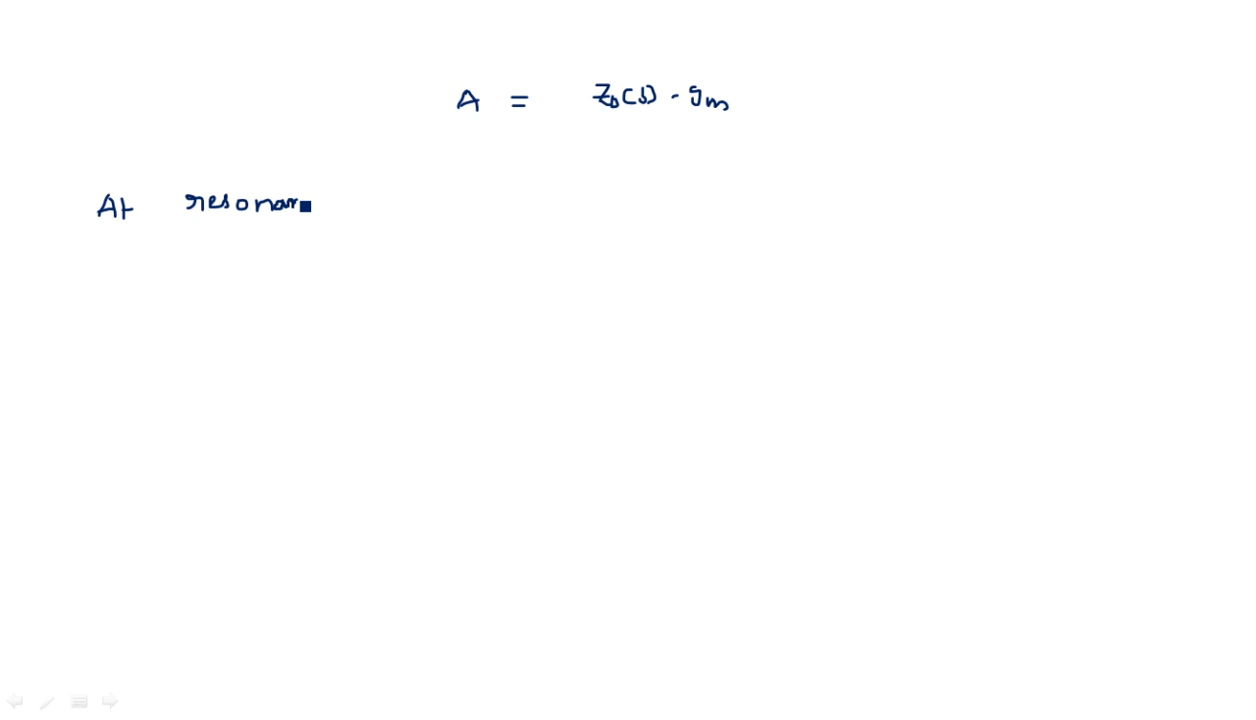 A = Z₀(s) · gm
At resonan